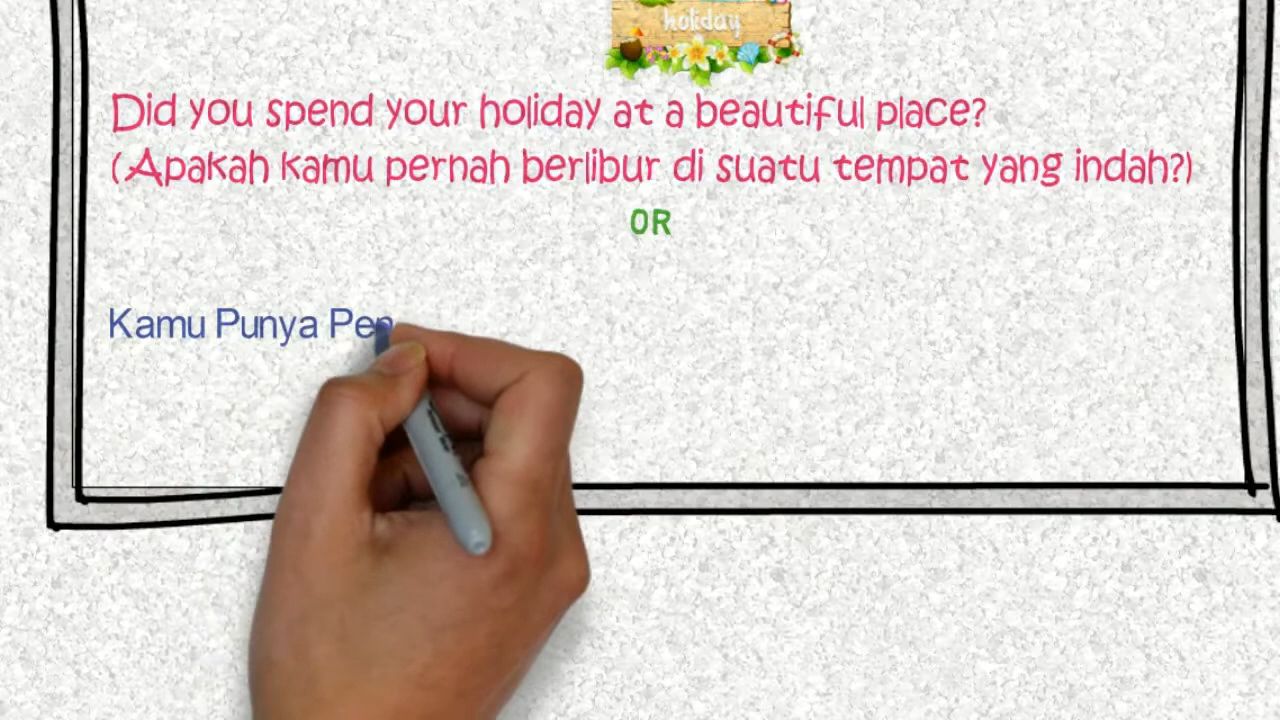 holiday
Did you spend your holiday at a beautiful place?
(Apakah kamu pernah berlibur di suatu tempat yang indah?)
OR
Kamu Punya Pen